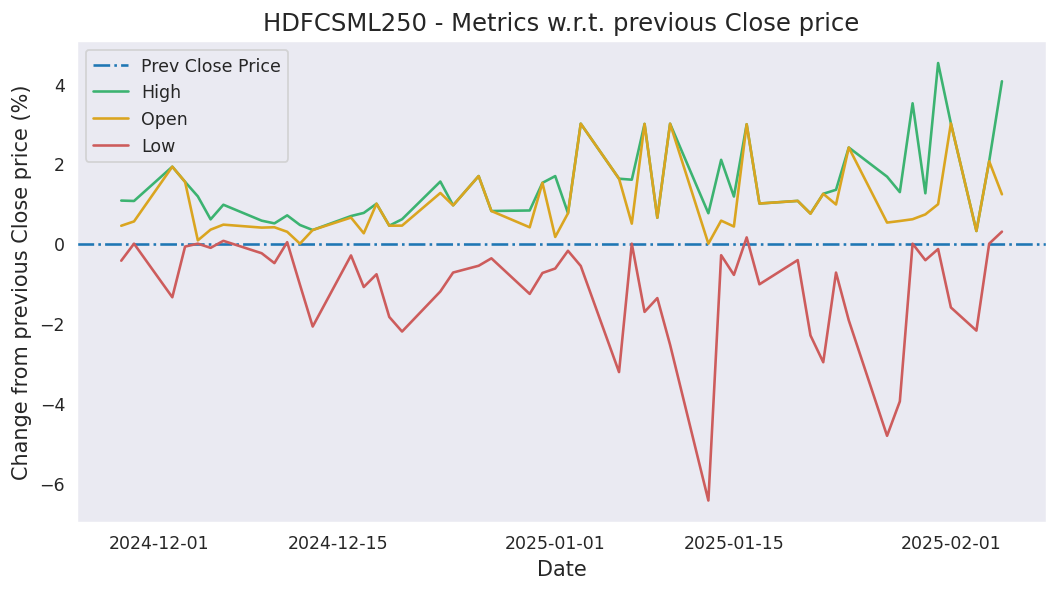 HDFCSML250 - Metrics w.r.t. previous Close price
Prev Close Price
High
Open
Low
Change from previous Close price (%)
4
2
0
−2
−4
−6
2024-12-01
2024-12-15
2025-01-01
2025-01-15
2025-02-01
Date